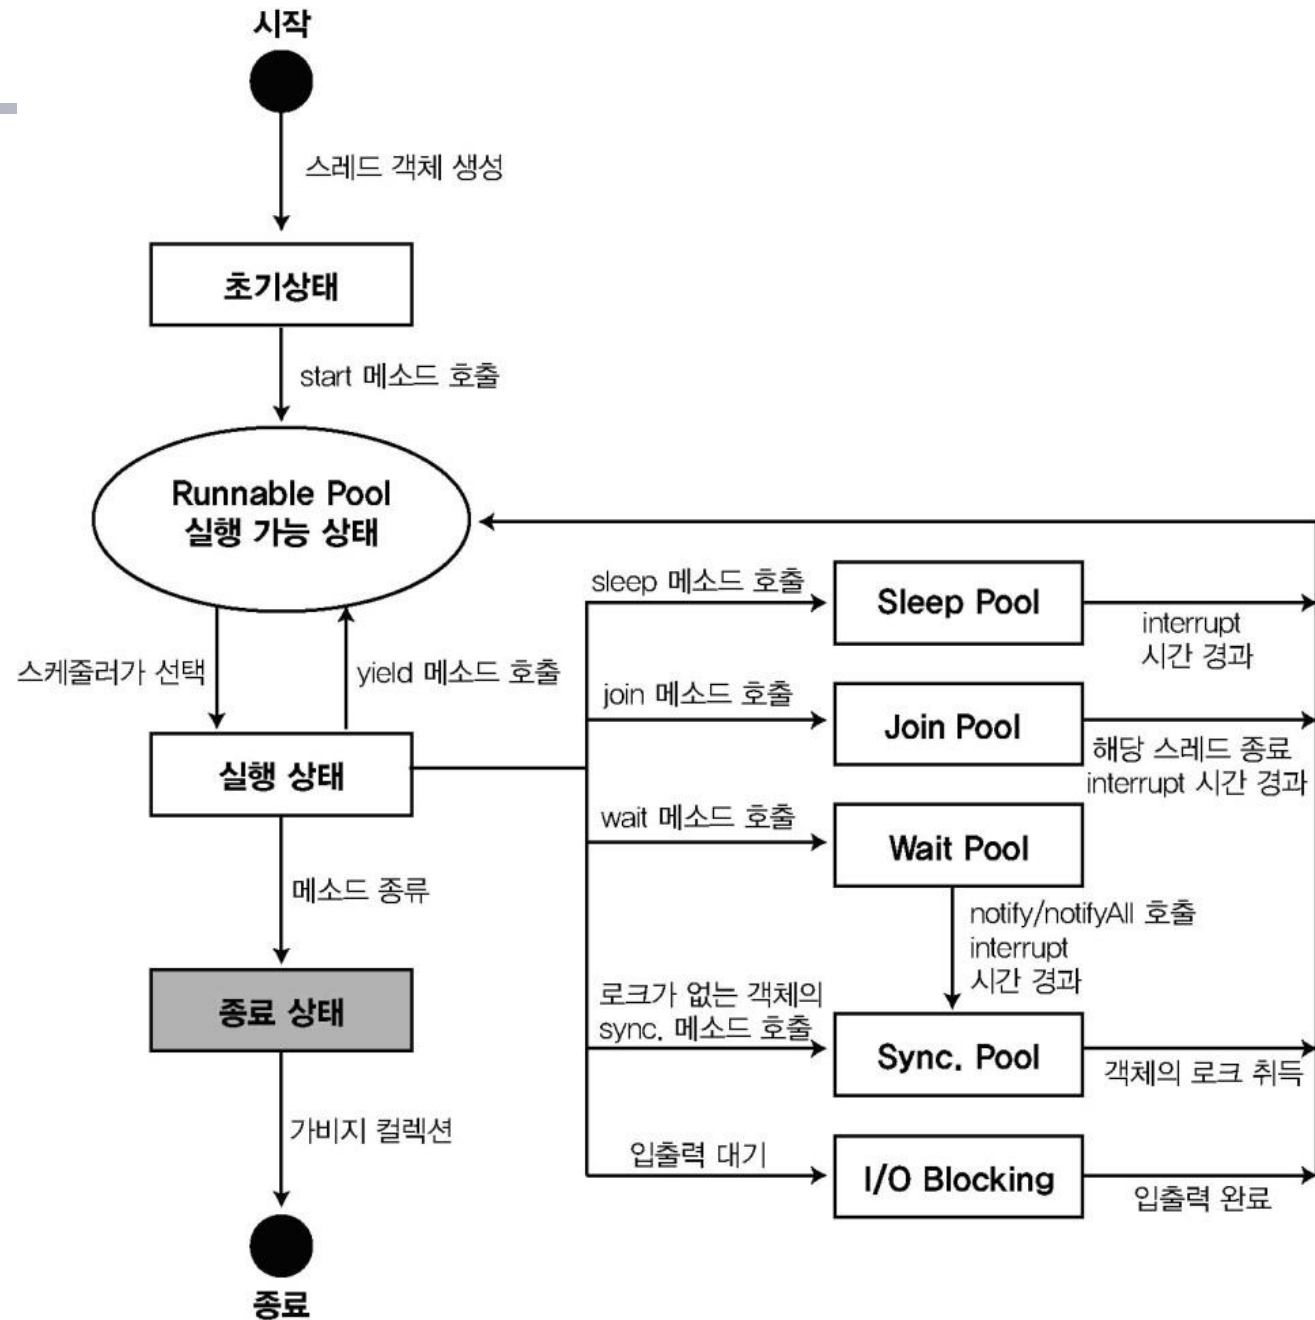 시작
스레드 객체 생성
초기상태
start 메소드 호출
Runnable Pool
실행 가능 상태
스케줄러가 선택
yield 메소드 호출
실행 상태
메소드 종류
종료 상태
가비지 컬렉션
종료
sleep 메소드 호출
Sleep Pool
interrupt
시간 경과
join 메소드 호출
Join Pool
해당 스레드 종료
interrupt 시간 경과
wait 메소드 호출
Wait Pool
notify/notifyAll 호출
interrupt
시간 경과
로크가 없는 객체의
sync. 메소드 호출
Sync. Pool
객체의 로크 취득
입출력 대기
I/O Blocking
입출력 완료